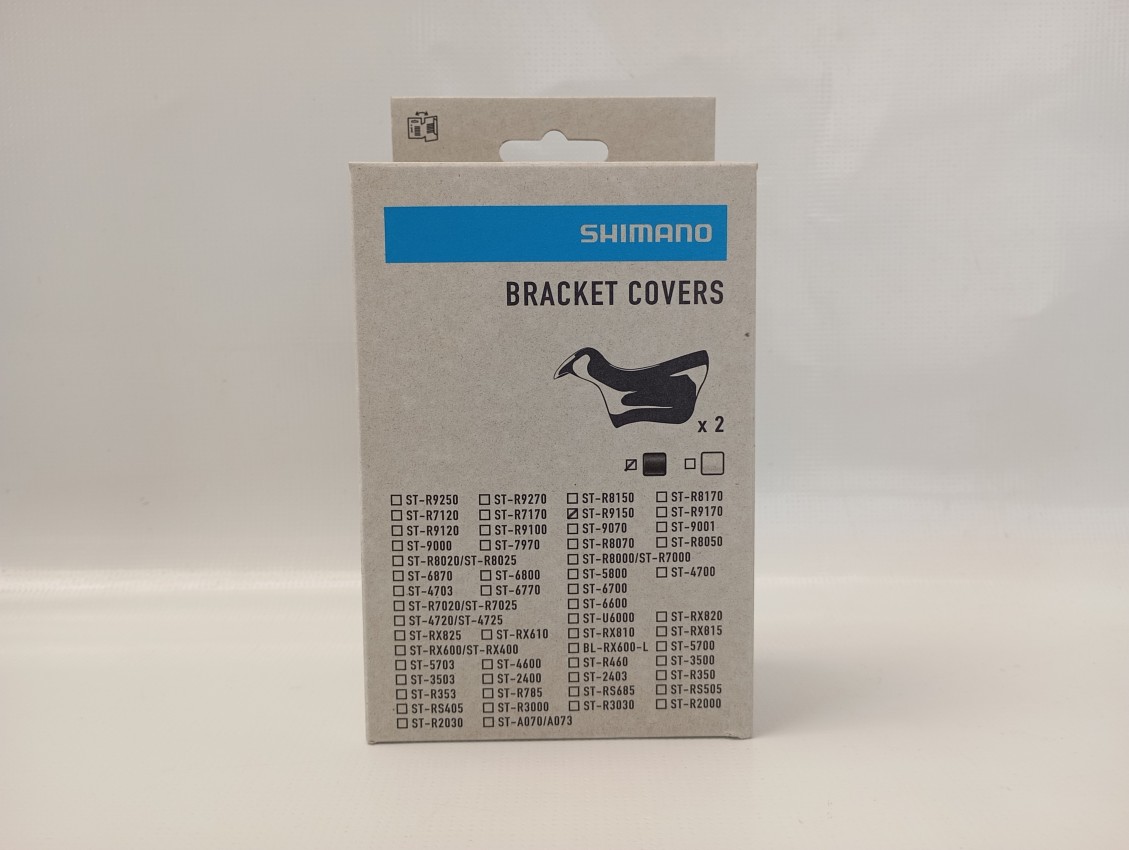 SHIMANO
BRACKET COVERS
x 2
ST-R9250 ST-R9270 ST-R8150 ST-R8170
ST-R7120 ST-R7170 ST-R9150 ST-R9170
ST-R9120 ST-R9100 ST-9070 ST-9001
ST-9000 ST-7970 ST-R8070 ST-R8050
ST-R8020/ST-R8025 ST-R8000/ST-R7000
ST-6870 ST-6800 ST-5800 ST-4700
ST-4703 ST-6770 ST-6700
ST-R7020/ST-R7025 ST-6600
ST-4720/ST-4725 ST-U6000 ST-RX820
ST-RX825 ST-RX610 ST-RX810 ST-RX815
ST-RX600/ST-RX400 BL-RX600-L ST-5700
ST-5703 ST-4600 ST-R460 ST-3500
ST-3503 ST-2400 ST-2403 ST-R350
ST-R353 ST-R785 ST-RS685 ST-RS505
ST-RS405 ST-R3000 ST-R3030 ST-R2000
ST-R2030 ST-A070/A073